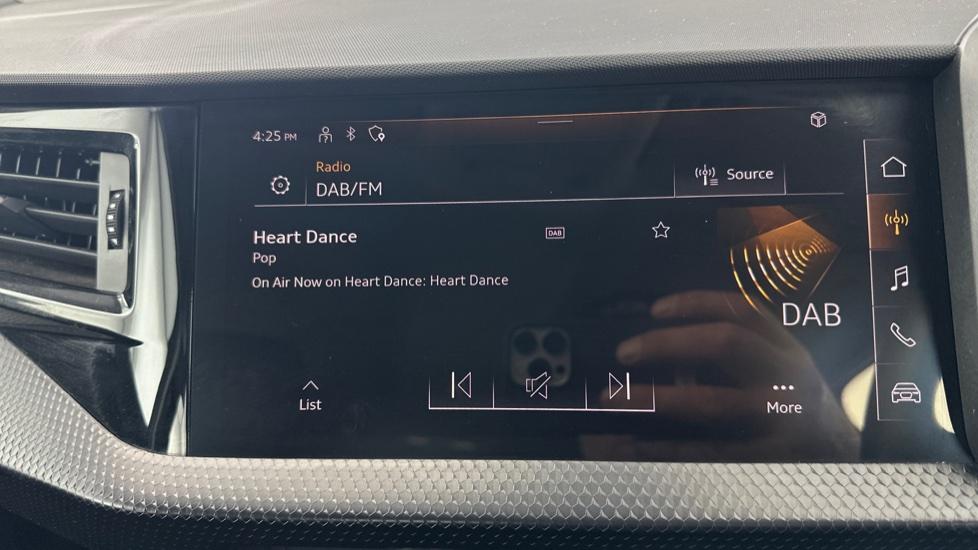 4:25 PM
Radio
DAB/FM
Source
Heart Dance
DAB
Pop
On Air Now on Heart Dance: Heart Dance
DAB
List
More